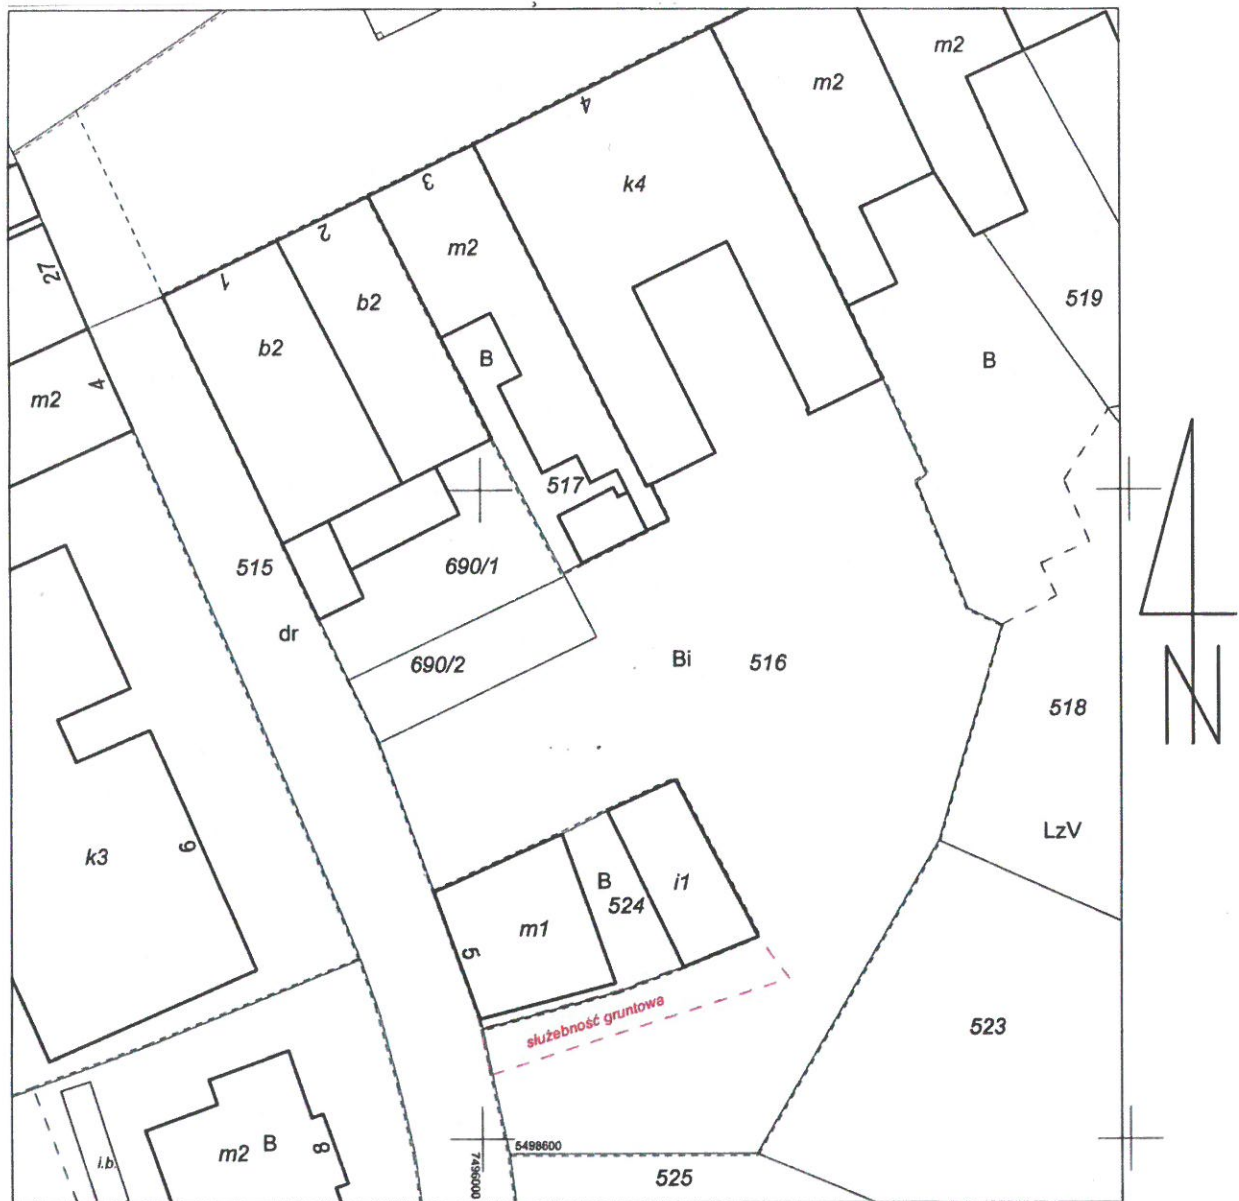 m2
m2
4
k4
3
2
m2
27
1
b2
519
b2
B
B
4
m2
517
515
690/1
dr
690/2
Bi
516
518
N
LzV
6
k3
B
i1
524
m1
5
służebność gruntowa
523
m2
B
8
i.b.
5498600
7496000
525